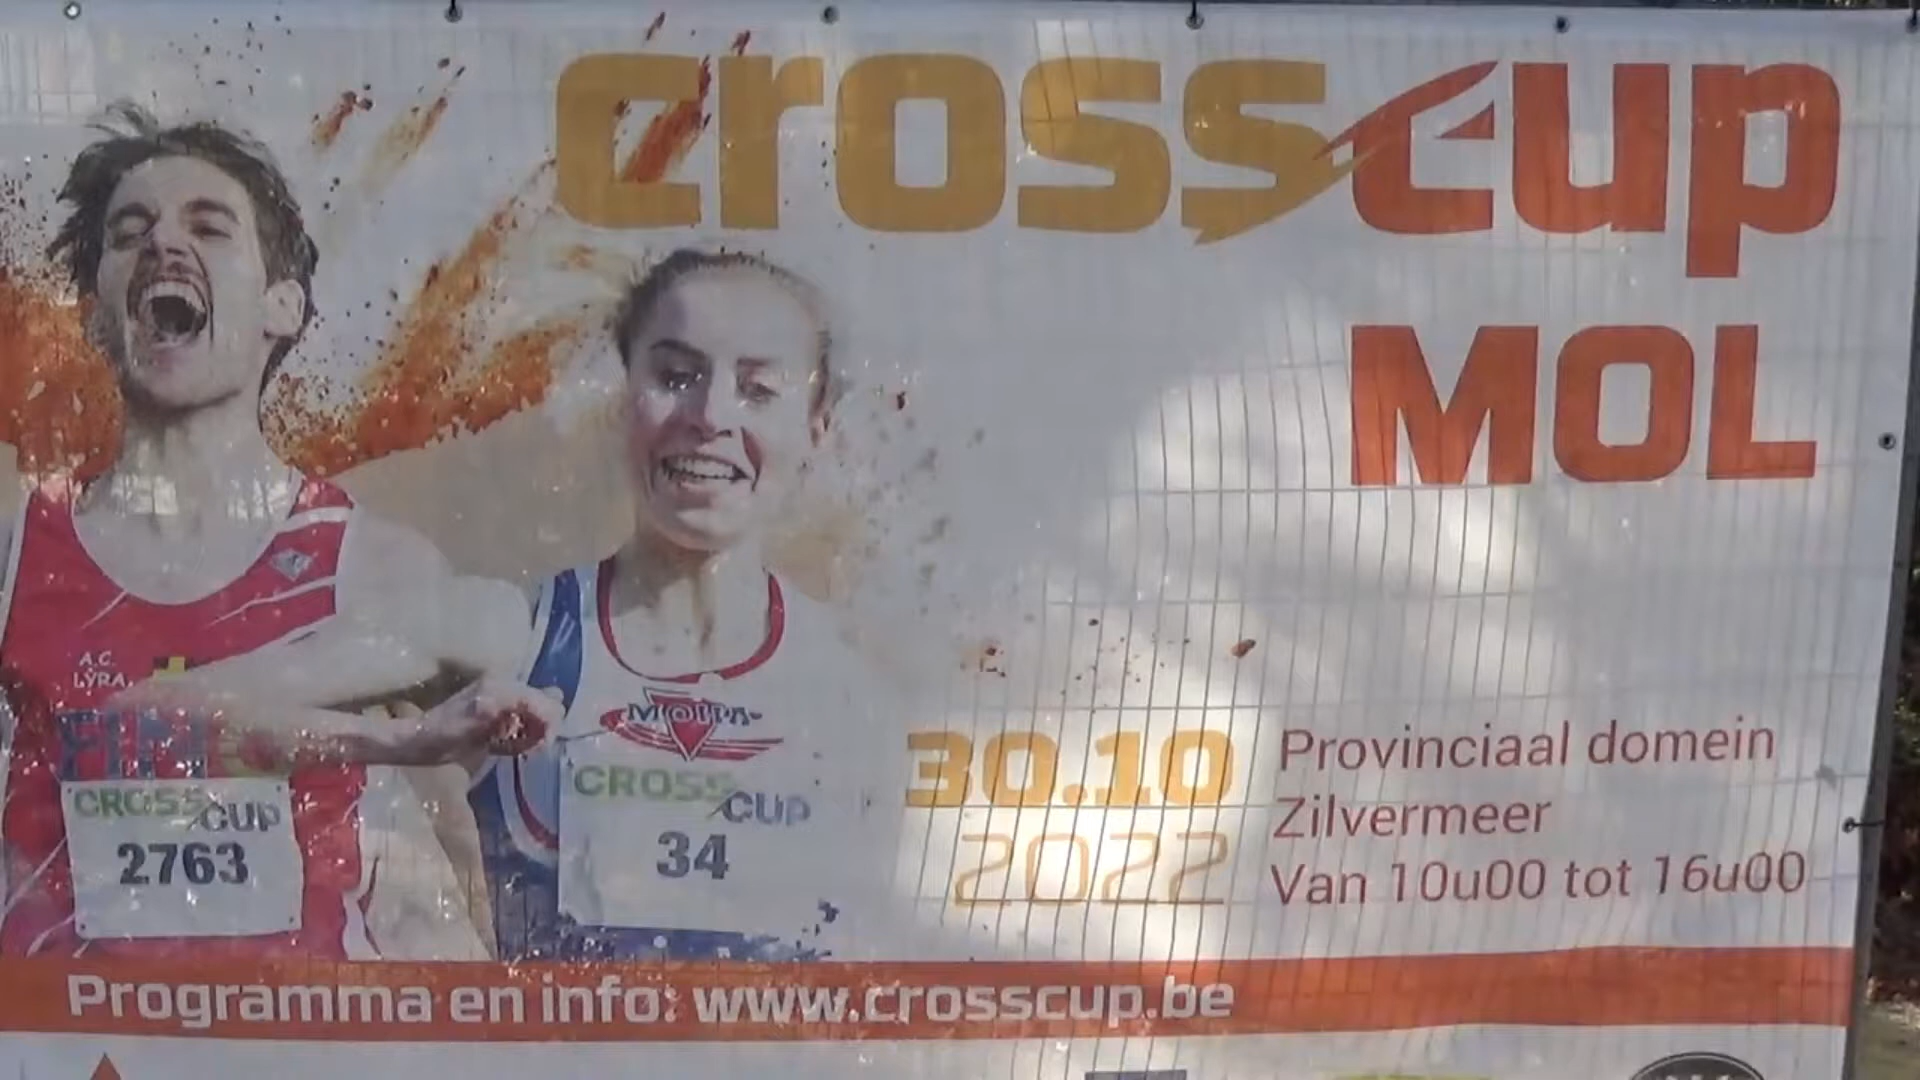 crosscup
MOL
A.C.
LYRA
CROSS CUP
2763
CROSS CUP
34
30.10
2022
Provinciaal domein
Zilvermeer
Van 10u00 tot 16u00
Programma en info: www.crosscup.be